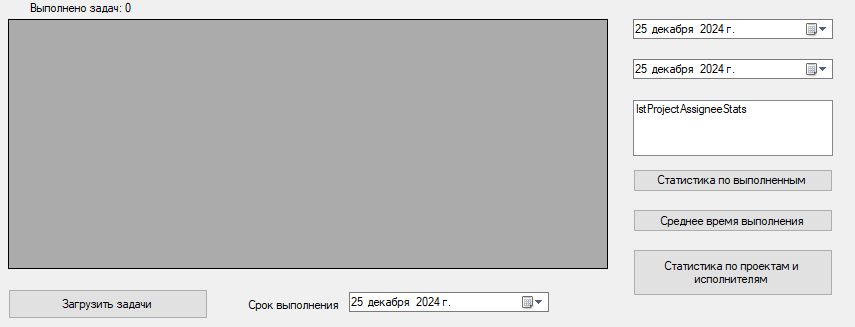 Выполнено задач: 0
25 декабря 2024 г.
25 декабря 2024 г.
lstProjectAssigneeStats
Статистика по выполненным
Среднее время выполнения
Статистика по проектам и
исполнителям
Загрузить задачи
Срок выполнения
25 декабря 2024 г.